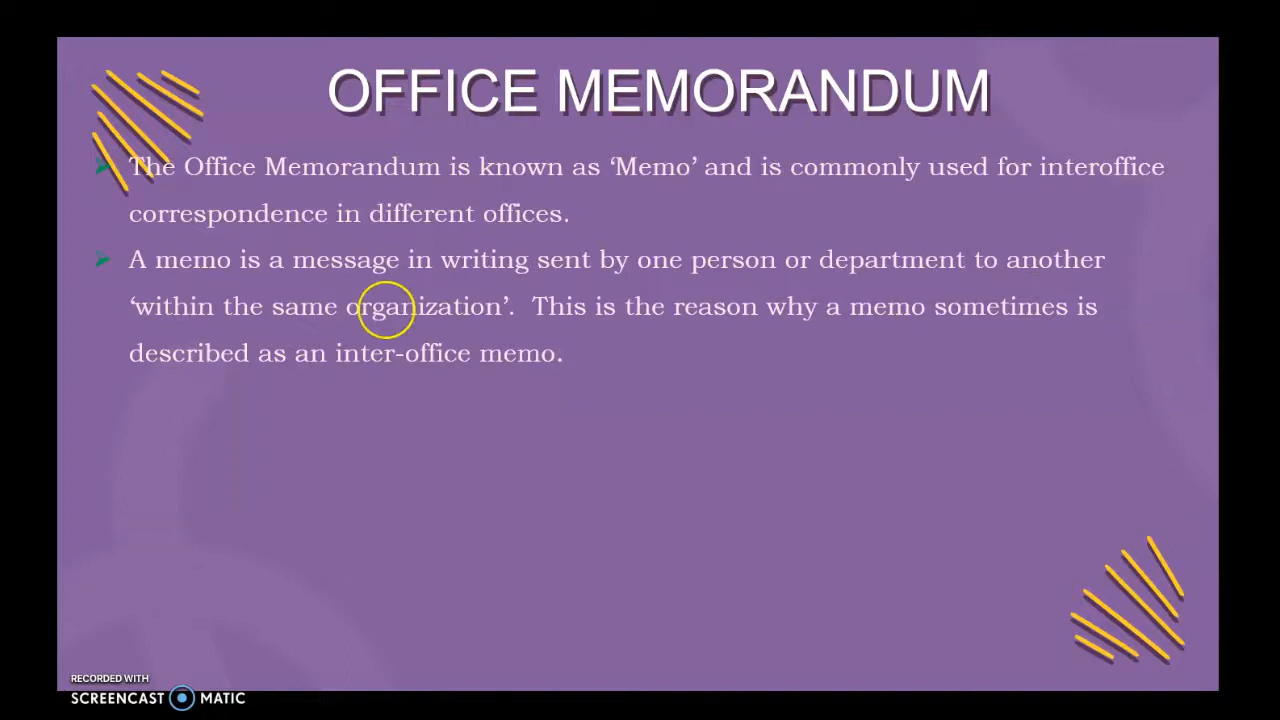 OFFICE MEMORANDUM
The Office Memorandum is known as ‘Memo’ and is commonly used for interoffice
correspondence in different offices.
A memo is a message in writing sent by one person or department to another
‘within the same organization’.  This is the reason why a memo sometimes is
described as an inter-office memo.
RECORDED WITH
SCREENCAST MATIC